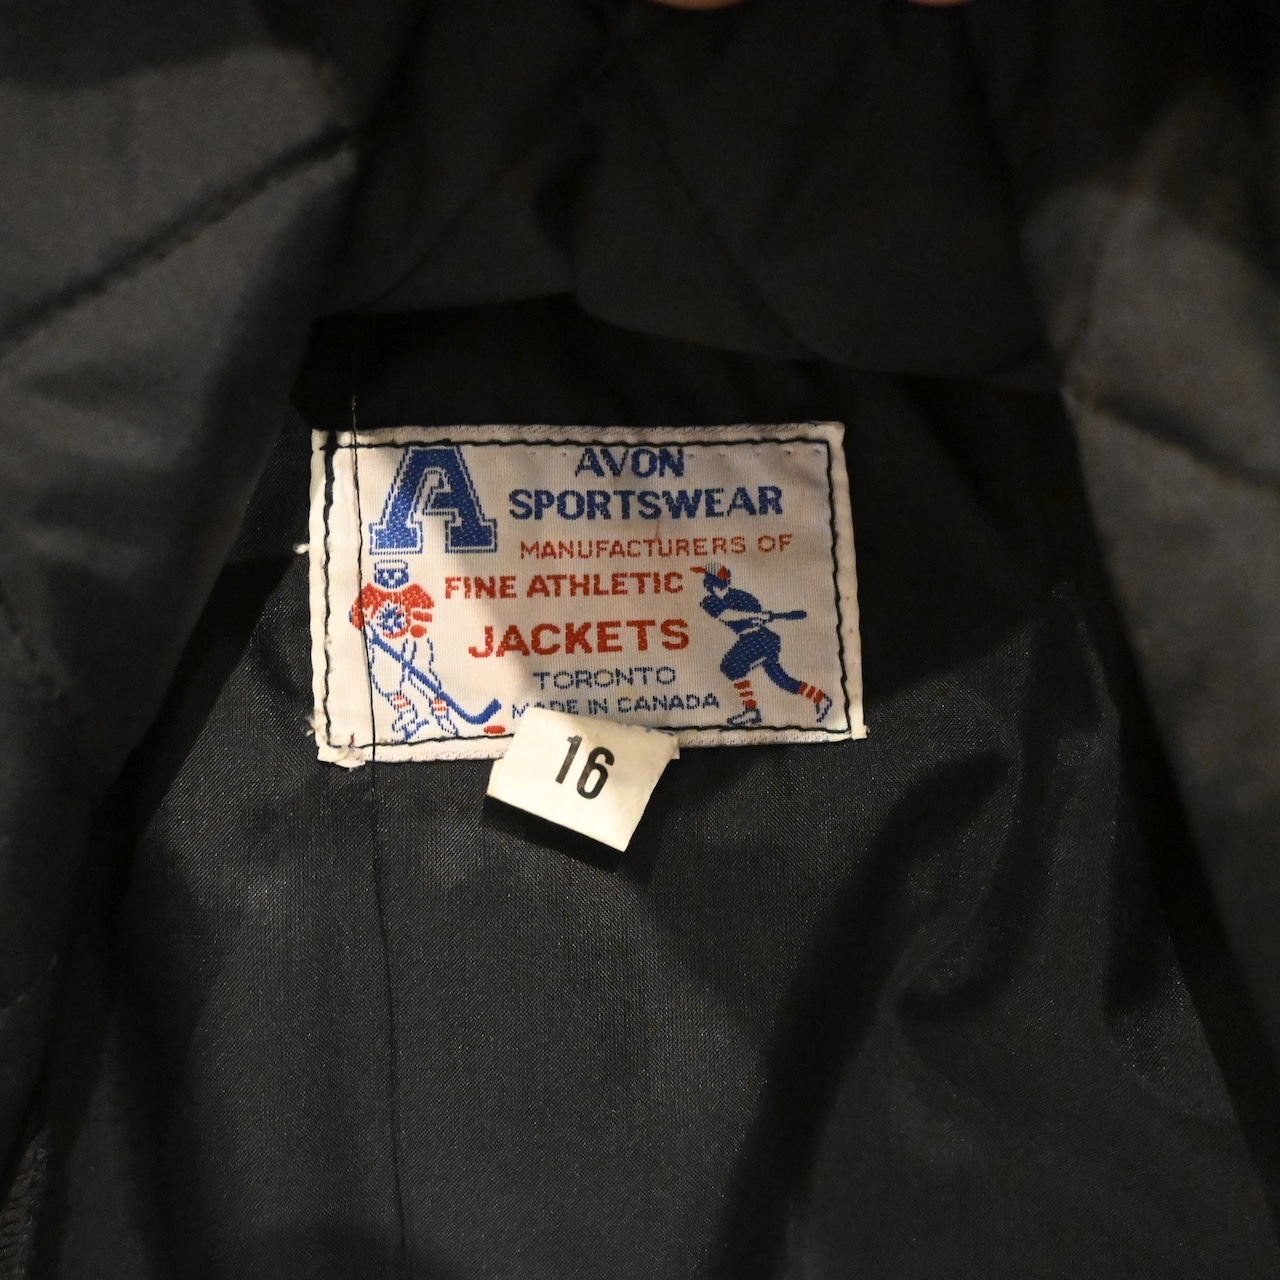 A
AVON
SPORTSWEAR
MANUFACTURERS OF
FINE ATHLETIC
JACKETS
TORONTO
MADE IN CANADA
16